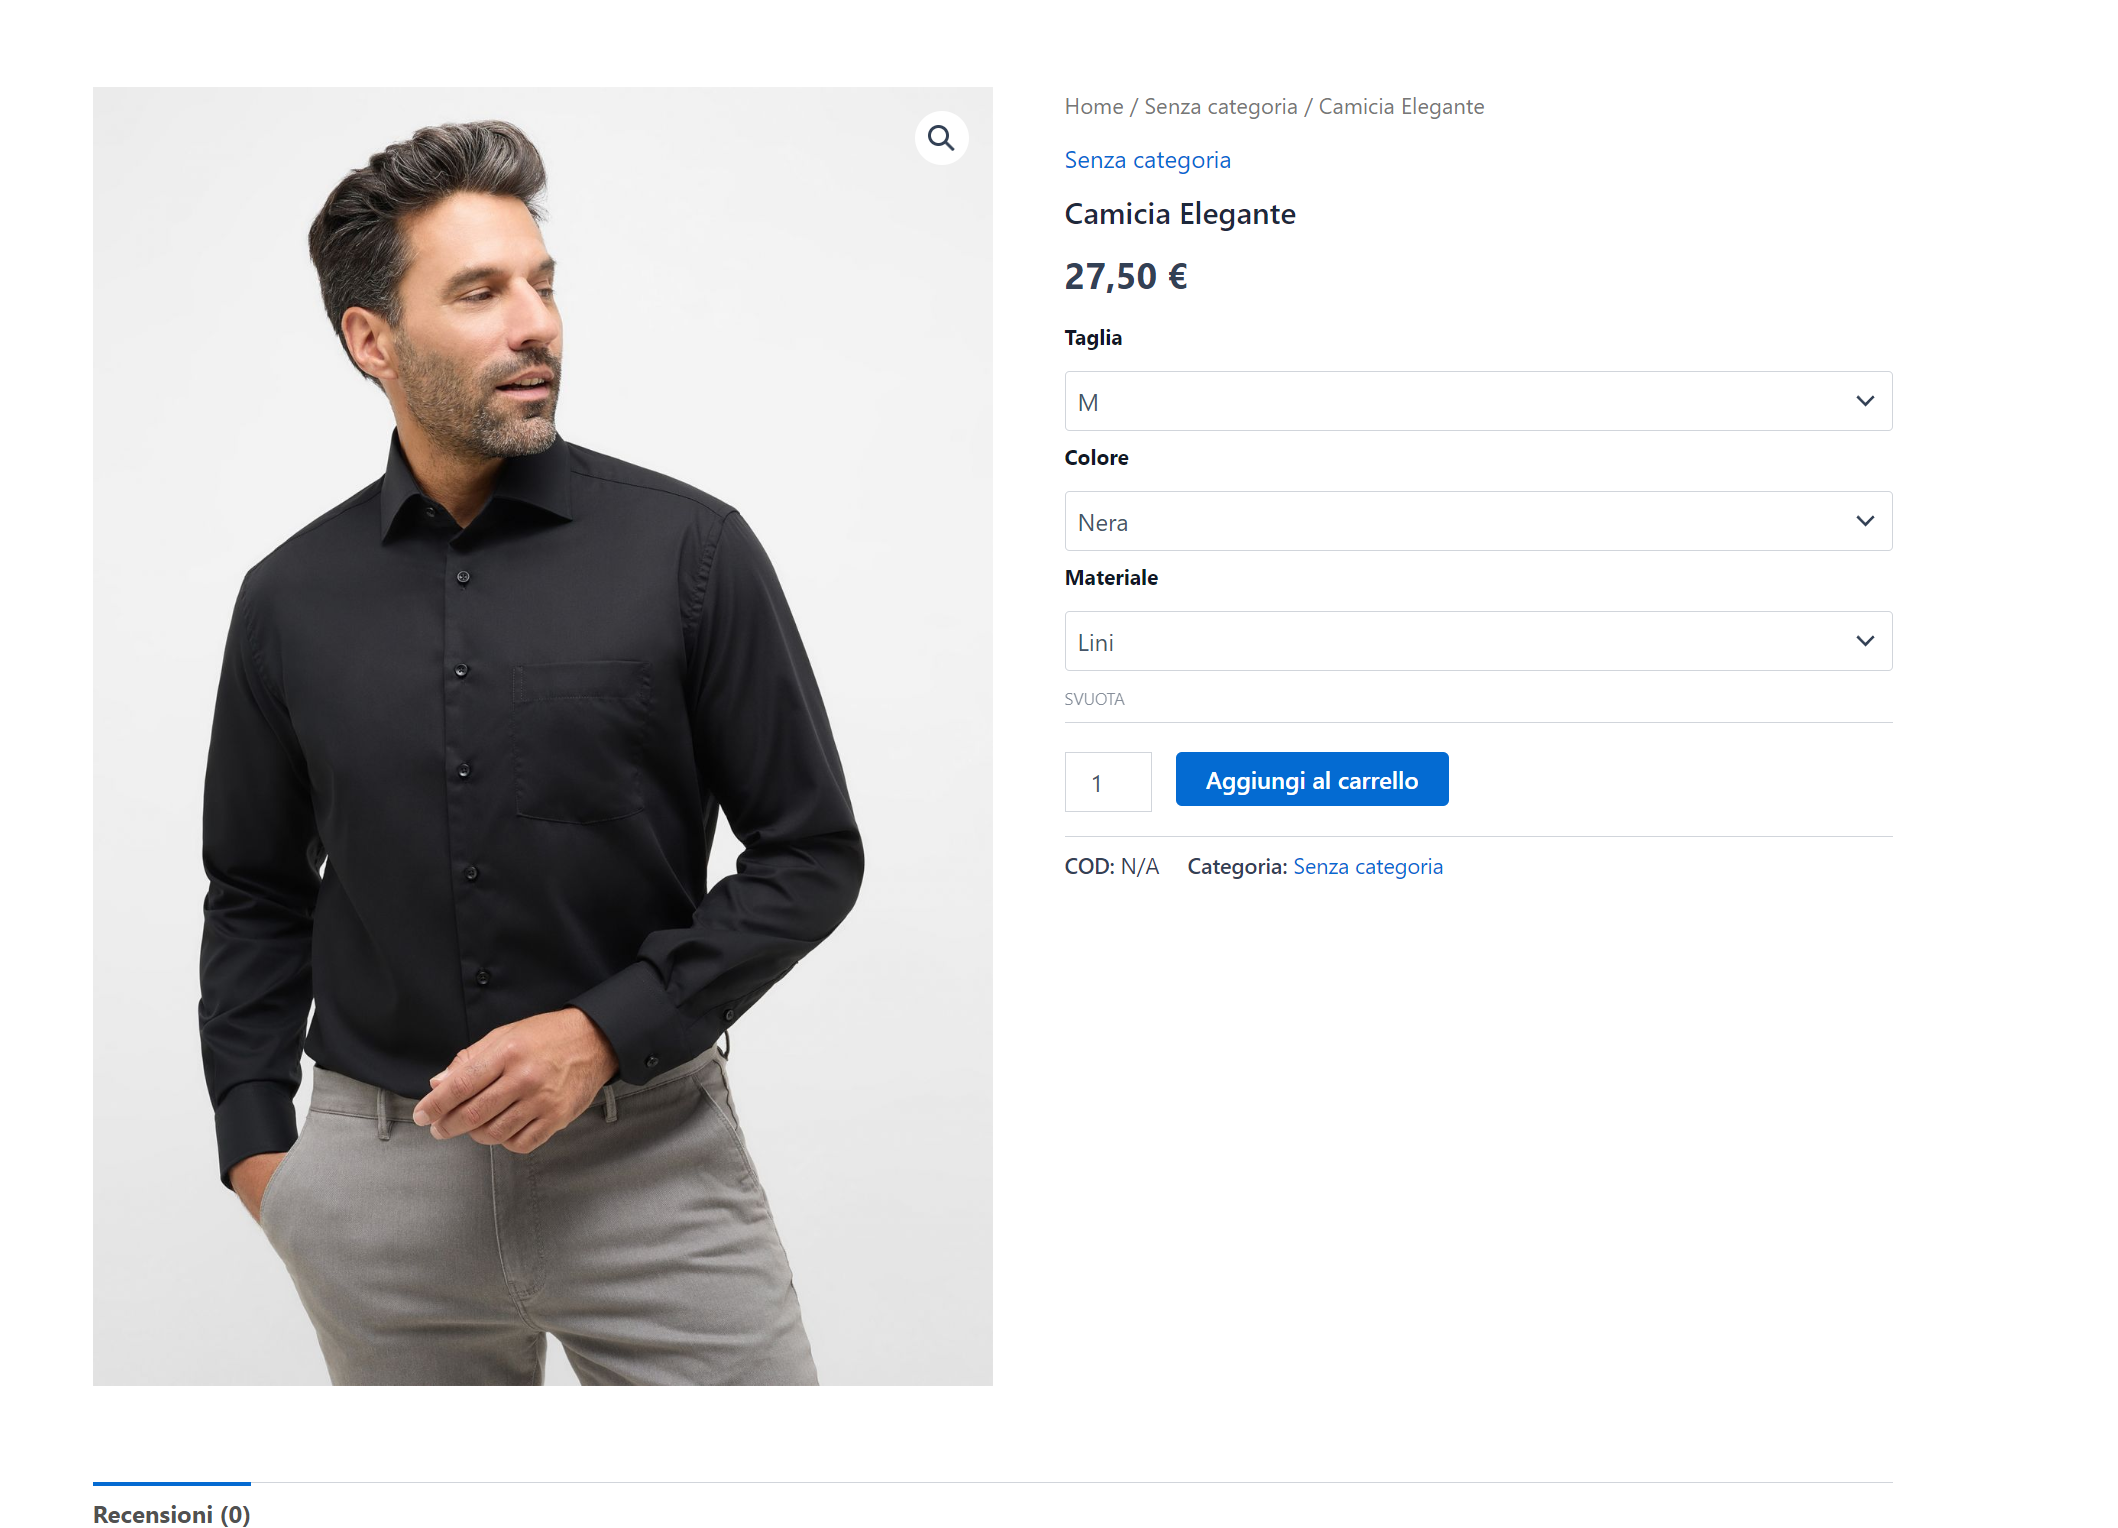 Home / Senza categoria / Camicia Elegante
Senza categoria
Camicia Elegante
27,50 €
Taglia
M
Colore
Nera
Materiale
Lini
SVUOTA
1
Aggiungi al carrello
COD: N/A Categoria: Senza categoria
Recensioni (0)